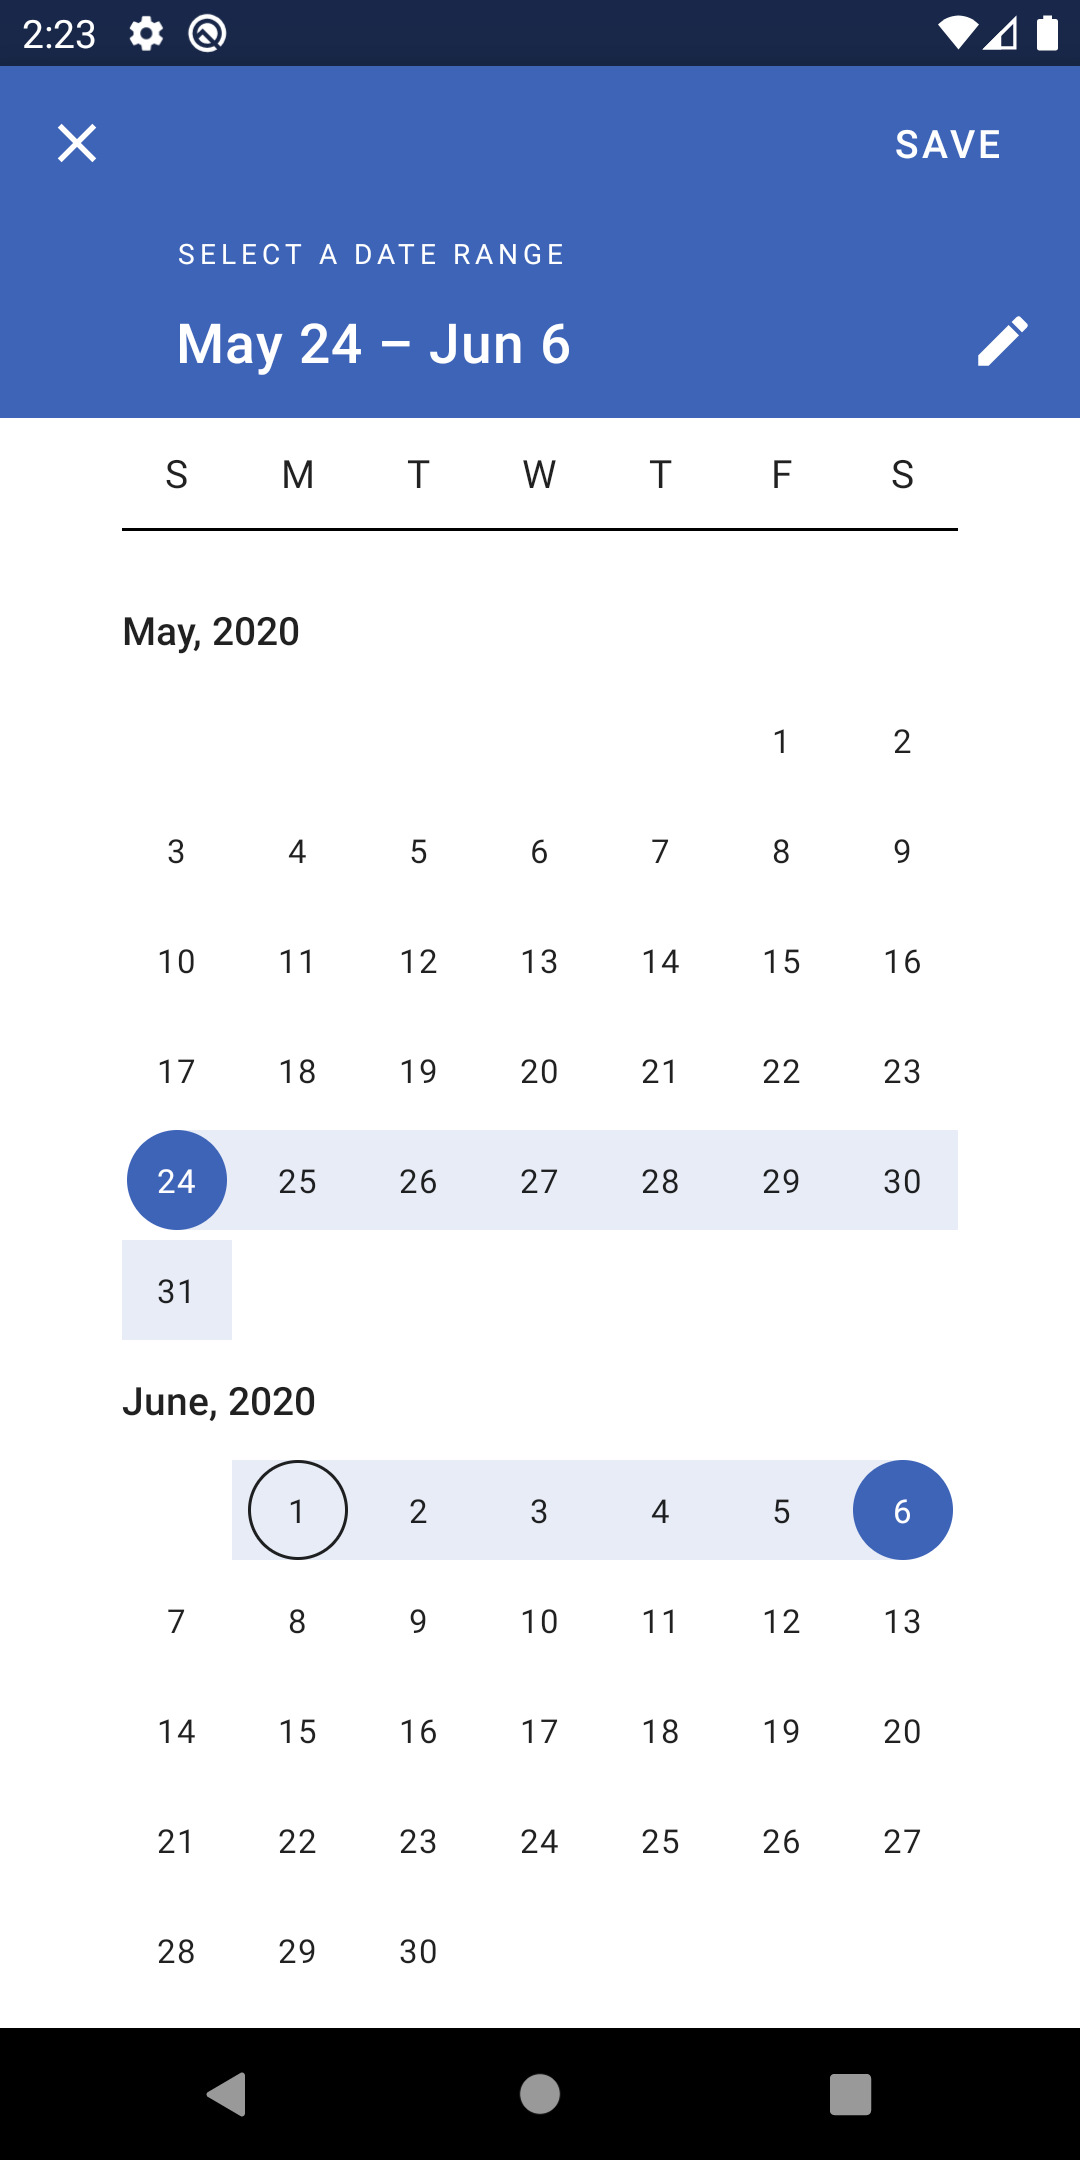 2:23
SAVE
SELECT A DATE RANGE
May 24 – Jun 6
S M T W T F S
May, 2020
1 2
3 4 5 6 7 8 9
10 11 12 13 14 15 16
17 18 19 20 21 22 23
24 25 26 27 28 29 30
31
June, 2020
1 2 3 4 5 6
7 8 9 10 11 12 13
14 15 16 17 18 19 20
21 22 23 24 25 26 27
28 29 30